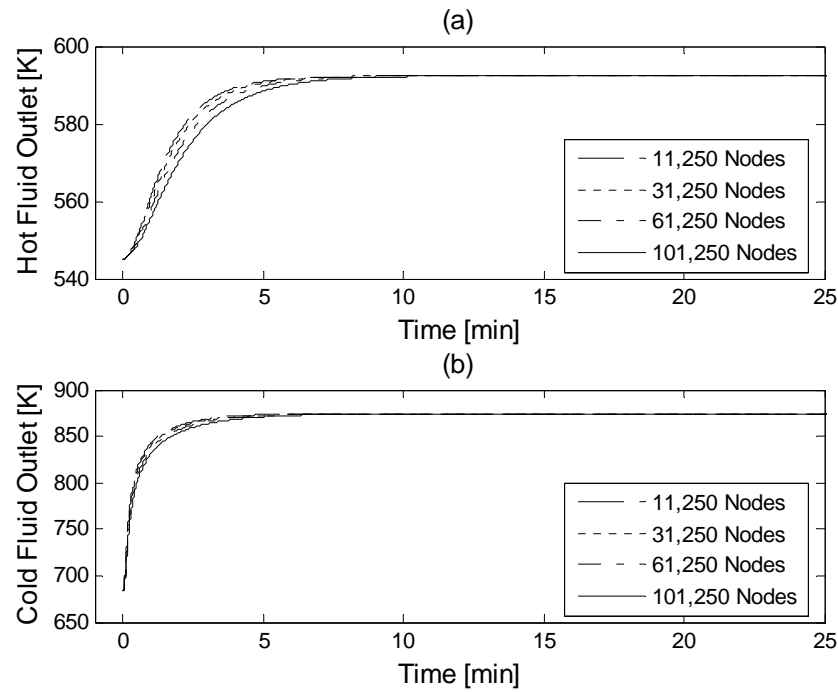 (a)
Hot Fluid Outlet [K]
600
580
560
540
11,250 Nodes
31,250 Nodes
61,250 Nodes
101,250 Nodes
0 5 10 15 20 25
Time [min]
(b)
Cold Fluid Outlet [K]
900
850
800
750
700
650
11,250 Nodes
31,250 Nodes
61,250 Nodes
101,250 Nodes
0 5 10 15 20 25
Time [min]